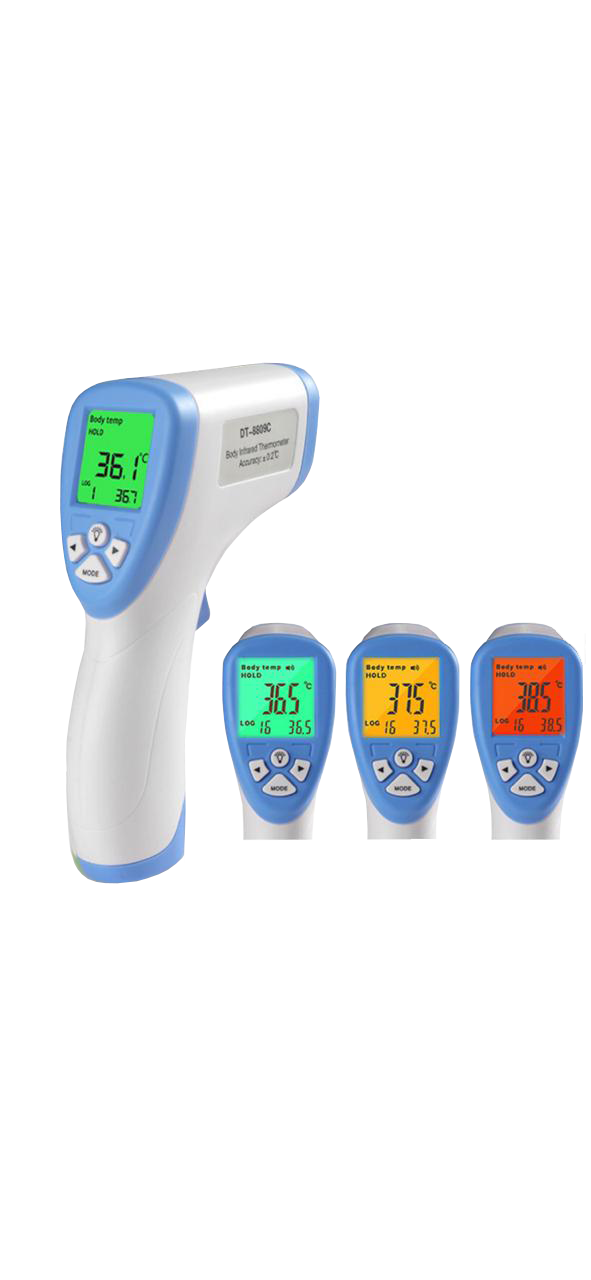 Body temp
HOLD
36.1°C
LOG
1 36.7
MODE
DT-8809C
Body Infrared Thermometer
Accuracy: ± 0.2℃
Body temp
HOLD
36.5 °C
LOG 16 36.5
MODE
Body temp
HOLD
37.5 °C
LOG 16 37.5
MODE
Body temp
HOLD
38.5 °C
LOG 16 38.5
MODE